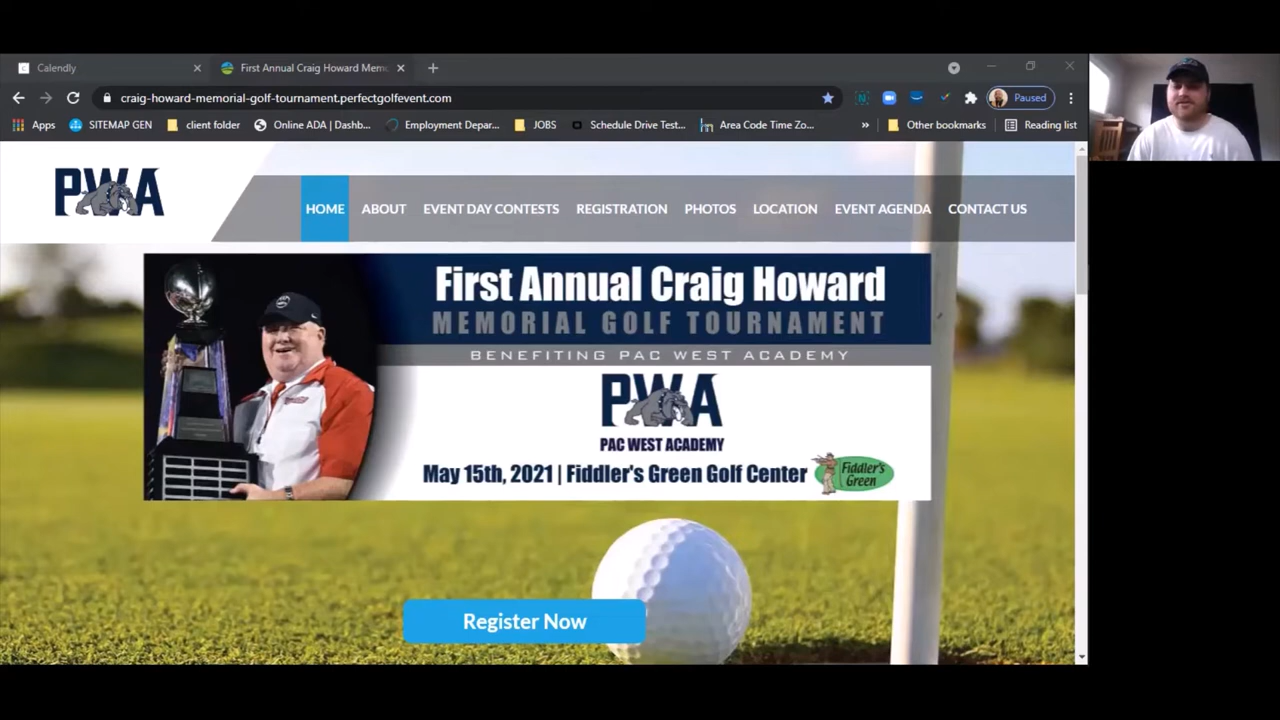 Calendly
First Annual Craig Howard Mem
craig-howard-memorial-golf-tournament.perfectgolfevent.com
Paused
Apps
SITEMAP GEN
client folder
Online ADA | Dashb...
Employment Depar...
JOBS
Schedule Drive Test...
Area Code Time Zo...
»
Other bookmarks
Reading list
PWA
HOME
ABOUT
EVENT DAY CONTESTS
REGISTRATION
PHOTOS
LOCATION
EVENT AGENDA
CONTACT US
First Annual Craig Howard
MEMORIAL GOLF TOURNAMENT
BENEFITING PAC WEST ACADEMY
PWA
PAC WEST ACADEMY
May 15th, 2021 | Fiddler's Green Golf Center
Fiddler's
Green
Register Now